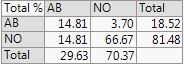 Total % AB NO Total
AB 14.81 3.70 18.52
NO 14.81 66.67 81.48
Total 29.63 70.37